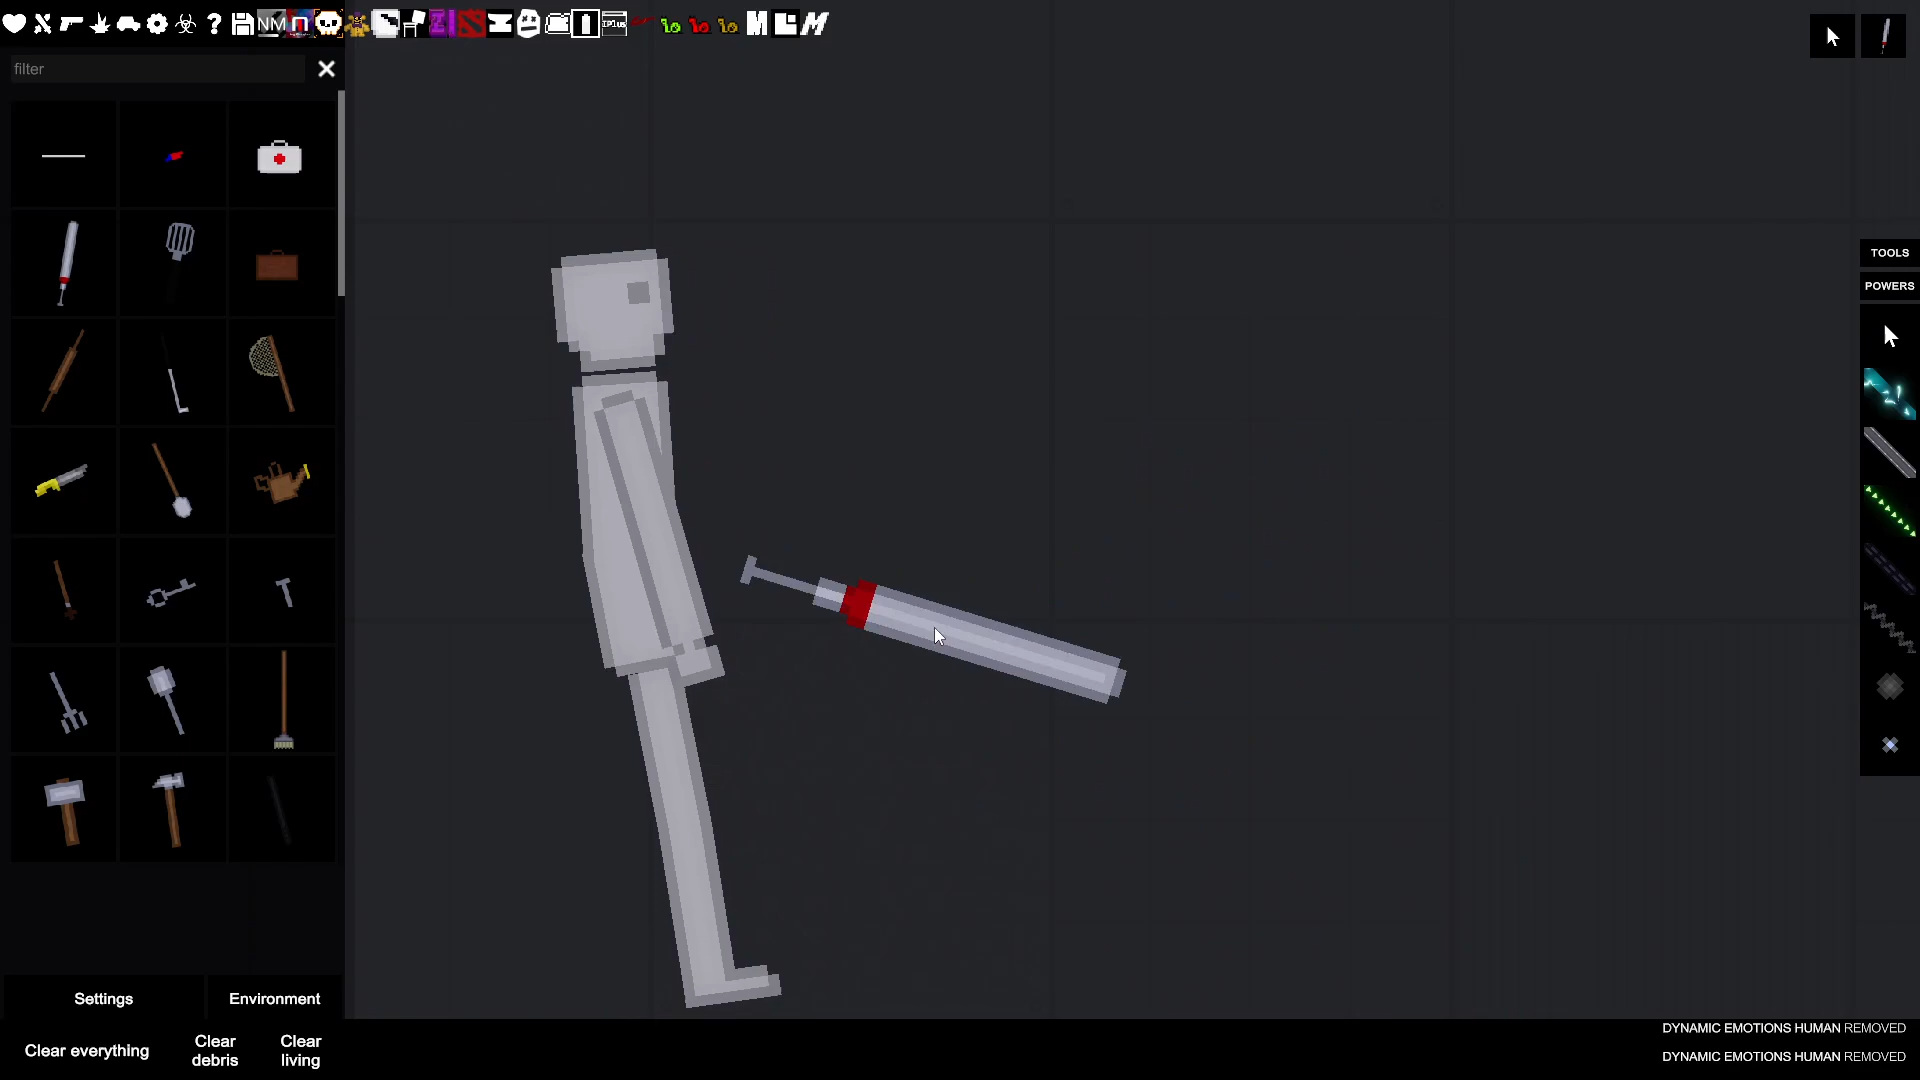 NM
IPlus
filter
TOOLS
POWERS
Settings
Environment
Clear everything
Clear debris
Clear living
DYNAMIC EMOTIONS HUMAN REMOVED
DYNAMIC EMOTIONS HUMAN REMOVED